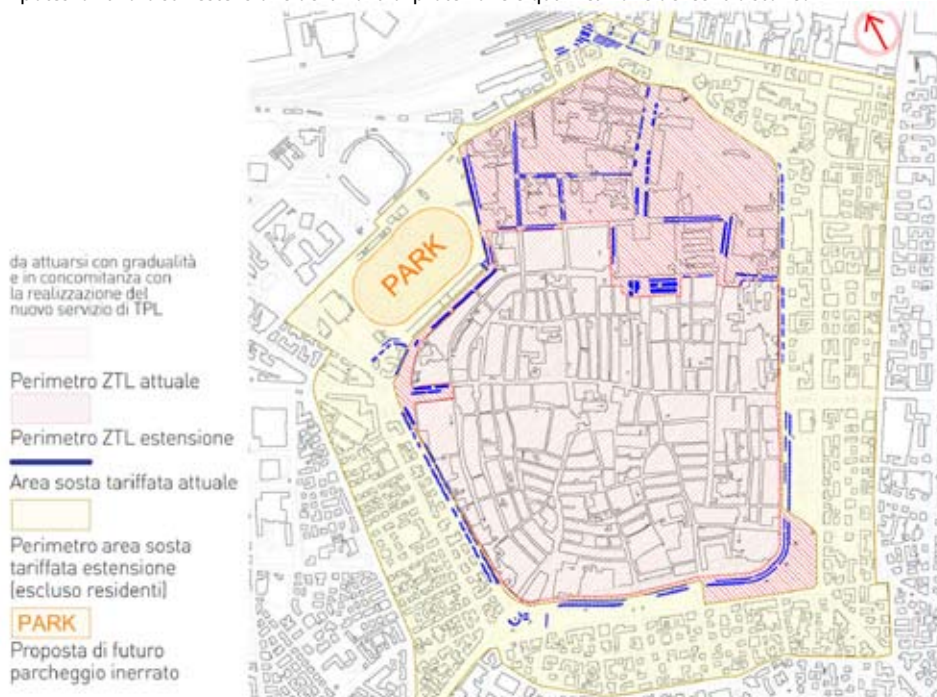 da attuarsi con gradualità
e in concomitanza con
la realizzazione del
nuovo servizio di TPL
Perimetro ZTL attuale
Perimetro ZTL estensione
Area sosta tariffata attuale
Perimetro area sosta
tariffata estensione
(escluso residenti)
PARK
Proposta di futuro
parcheggio inerrato
PARK